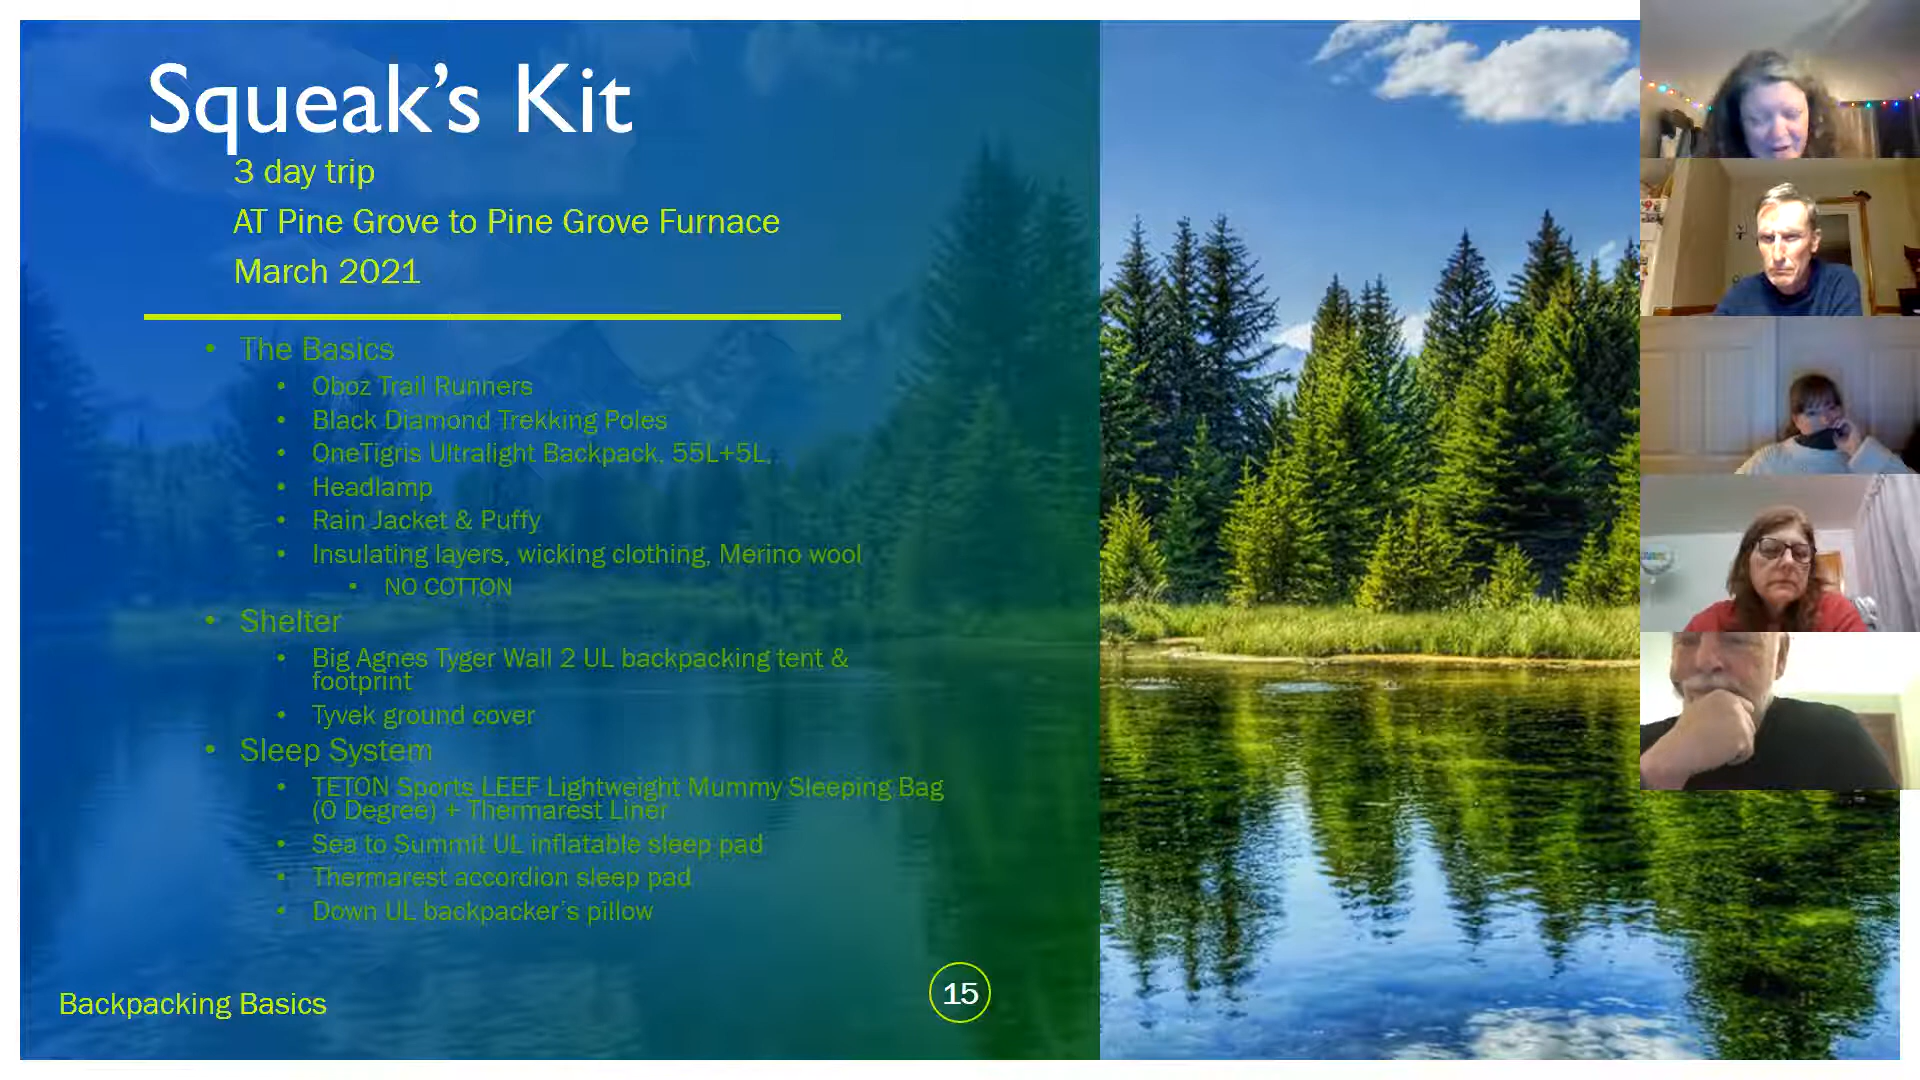 Squeak's Kit
3 day trip
AT Pine Grove to Pine Grove Furnace
March 2021
• The Basics
• Oboz Trail Runners
• Black Diamond Trekking Poles
• OneTigris Ultralight Backpack, 55L+5L,
• Headlamp
• Rain Jacket & Puffy
• Insulating layers, wicking clothing, Merino wool
• NO COTTON
• Shelter
• Big Agnes Tyger Wall 2 UL backpacking tent &
footprint
• Tyvek ground cover
• Sleep System
• TETON Sports LEEF Lightweight Mummy Sleeping Bag
(0 Degree) + Thermarest Liner
• Sea to Summit UL inflatable sleep pad
• Thermarest accordion sleep pad
• Down UL backpacker's pillow
Backpacking Basics
15